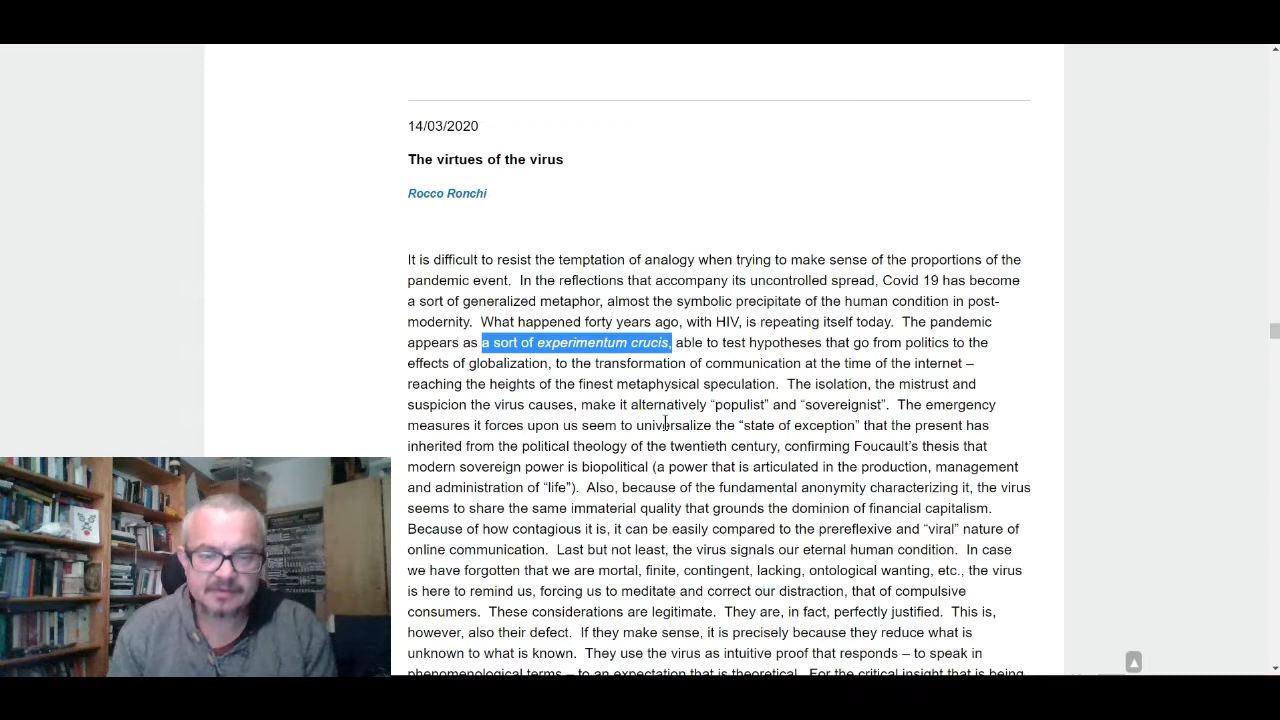 14/03/2020
The virtues of the virus
Rocco Ronchi
It is difficult to resist the temptation of analogy when trying to make sense of the proportions of the
pandemic event.  In the reflections that accompany its uncontrolled spread, Covid 19 has become
a sort of generalized metaphor, almost the symbolic precipitate of the human condition in post-
modernity.  What happened forty years ago, with HIV, is repeating itself today.  The pandemic
appears as a sort of experimentum crucis, able to test hypotheses that go from politics to the
effects of globalization, to the transformation of communication at the time of the internet –
reaching the heights of the finest metaphysical speculation.  The isolation, the mistrust and
suspicion the virus causes, make it alternatively “populist” and “sovereignist”.  The emergency
measures it forces upon us seem to universalize the “state of exception” that the present has
inherited from the political theology of the twentieth century, confirming Foucault’s thesis that
modern sovereign power is biopolitical (a power that is articulated in the production, management
and administration of “life”).  Also, because of the fundamental anonymity characterizing it, the virus
seems to share the same immaterial quality that grounds the dominion of financial capitalism.
Because of how contagious it is, it can be easily compared to the prereflexive and “viral” nature of
online communication.  Last but not least, the virus signals our eternal human condition.  In case
we have forgotten that we are mortal, finite, contingent, lacking, ontological wanting, etc., the virus
is here to remind us, forcing us to meditate and correct our distraction, that of compulsive
consumers.  These considerations are legitimate.  They are, in fact, perfectly justified.  This is,
however, also their defect.  If they make sense, it is precisely because they reduce what is
unknown to what is known.  They use the virus as intuitive proof that responds – to speak in
phenomenological terms – to an expectation that is theoretical.  For the critical insight that is being